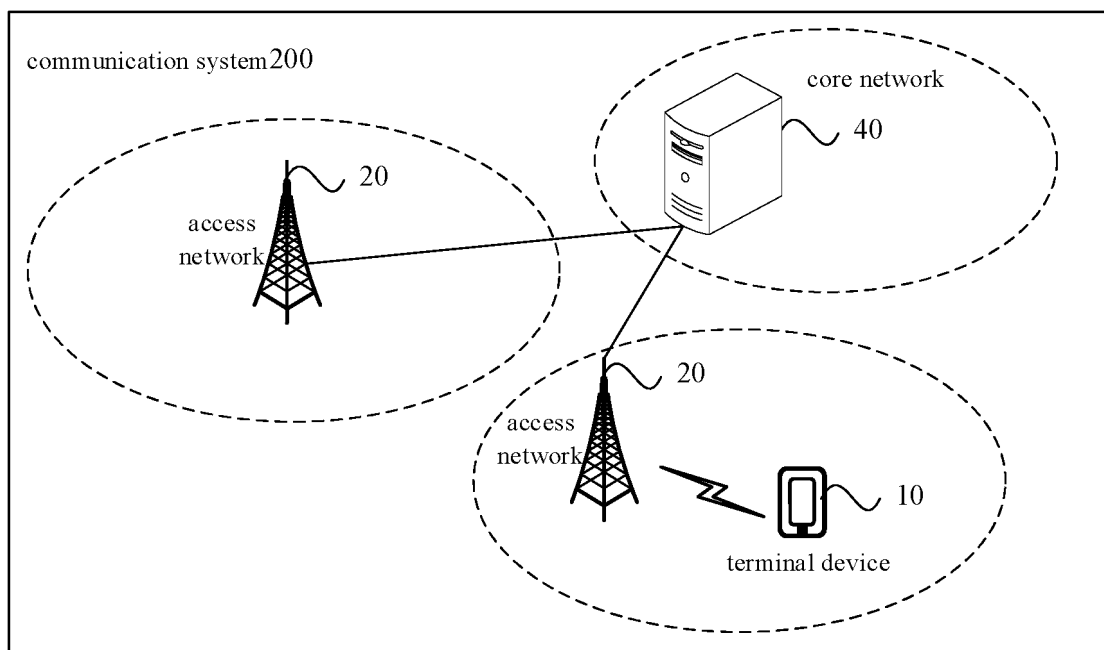 communication system200
core network
40
20
access
network
20
access
network
10
terminal device